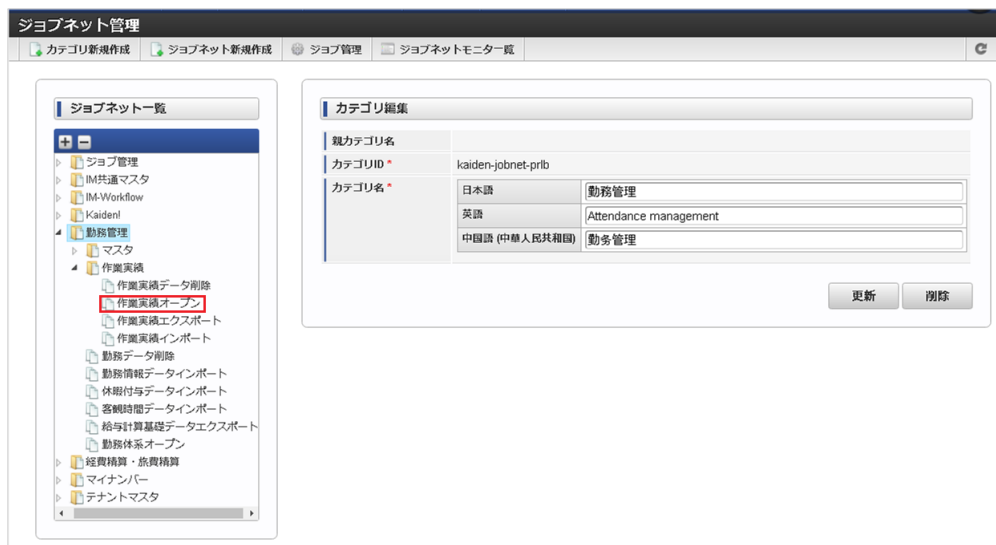 ジョブネット管理
カテゴリ新規作成 ジョブネット新規作成 ジョブ管理 ジョブネットモニタ一覧
ジョブネット一覧
ジョブ管理
IM共通マスタ
IM-Workflow
Kaiden!
勤務管理
マスタ
作業実績
作業実績データ削除
作業実績オープン
作業実績エクスポート
作業実績インポート
勤務データ削除
勤務情報データインポート
休暇付与データインポート
客観時間データインポート
給与計算基礎データエクスポート
勤務体系オープン
経費精算・旅費精算
マイナンバー
テナントマスタ
カテゴリ編集
親カテゴリ名
カテゴリID * kaiden-jobnet-prlb
カテゴリ名 * 日本語 勤務管理
英語 Attendance management
中国語 (中華人民共和国) 勤务管理
更新 削除